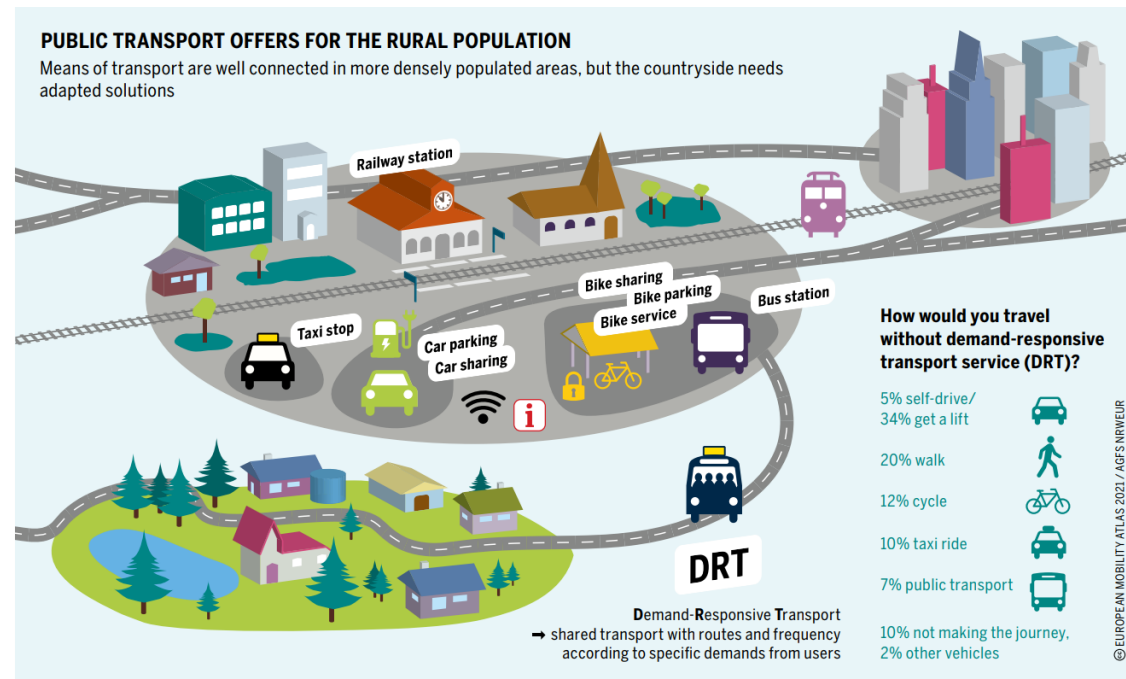 PUBLIC TRANSPORT OFFERS FOR THE RURAL POPULATION
Means of transport are well connected in more densely populated areas, but the countryside needs
adapted solutions
Railway station
Bike sharing
Bike parking
Bike service
Bus station
Taxi stop
Car parking
Car sharing
i
DRT
Demand-Responsive Transport
➞ shared transport with routes and frequency
according to specific demands from users
How would you travel
without demand-responsive
transport service (DRT)?
5% self-drive/
34% get a lift
20% walk
12% cycle
10% taxi ride
7% public transport
10% not making the journey,
2% other vehicles
EUROPEAN MOBILITY ATLAS 2021 / AGFS NRWEUR